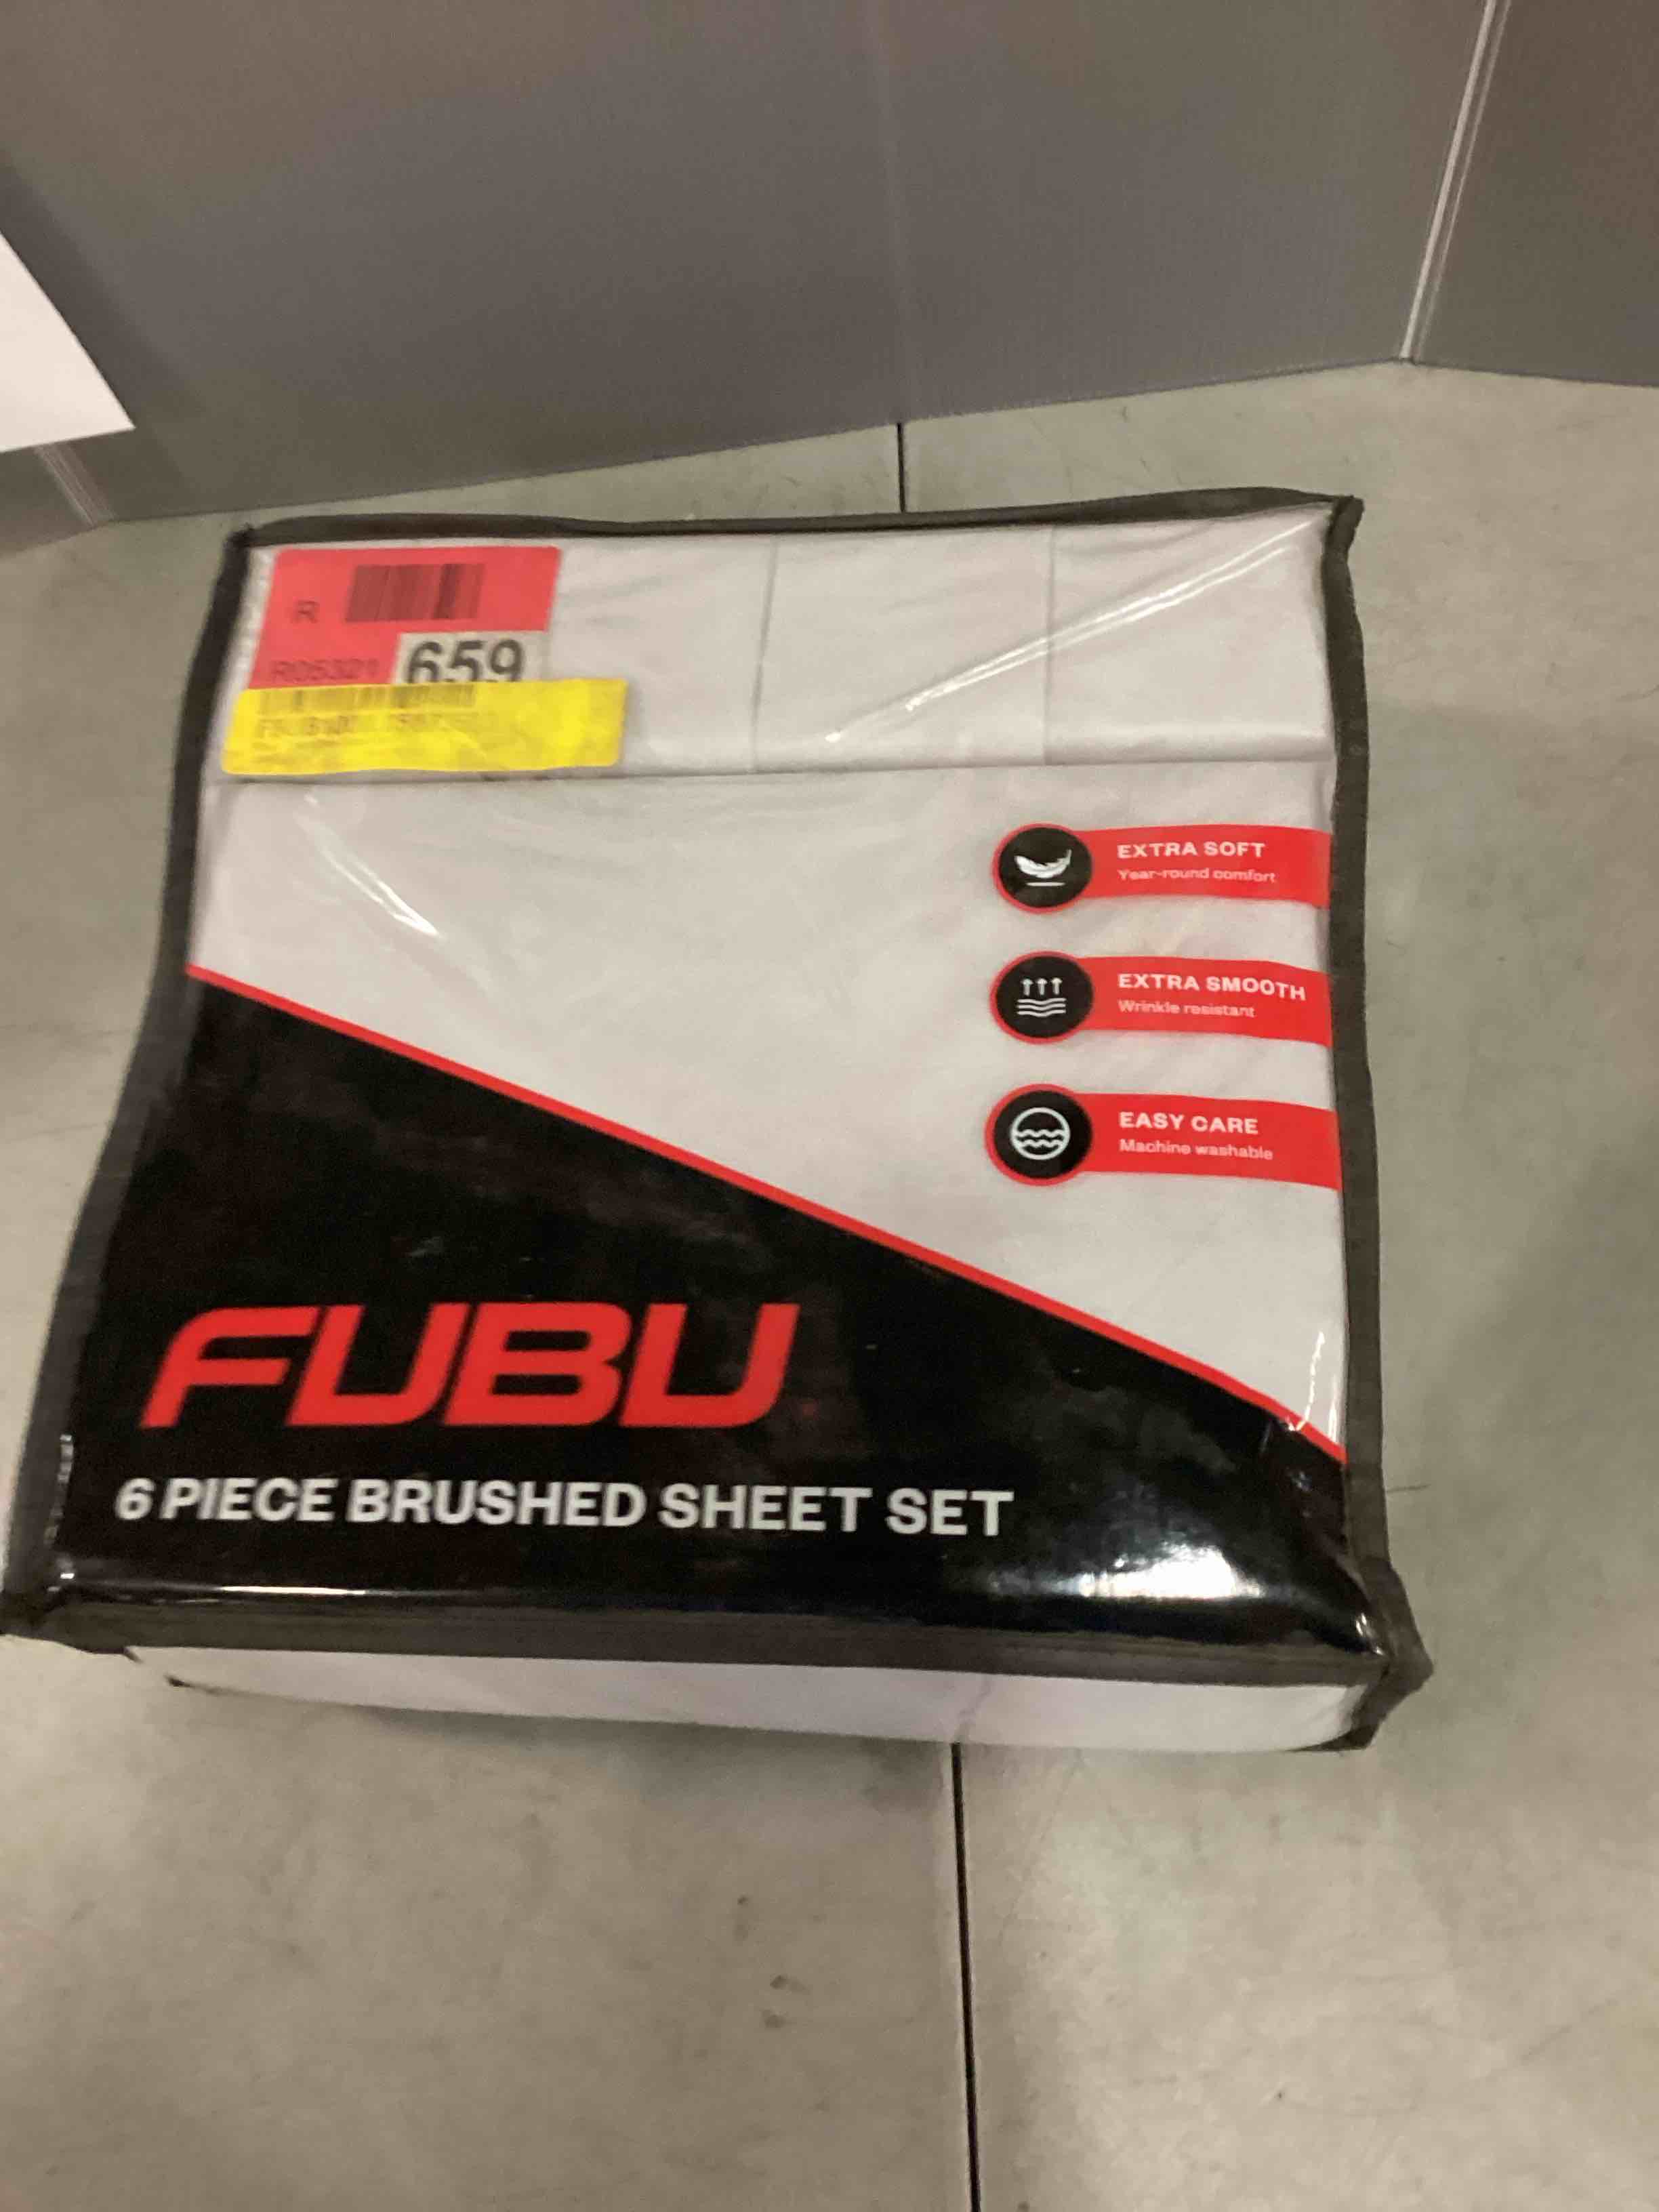 R
659
EXTRA SOFT
Year-round comfort
EXTRA SMOOTH
Wrinkle resistant
EASY CARE
Machine washable
FUBU
6 PIECE BRUSHED SHEET SET